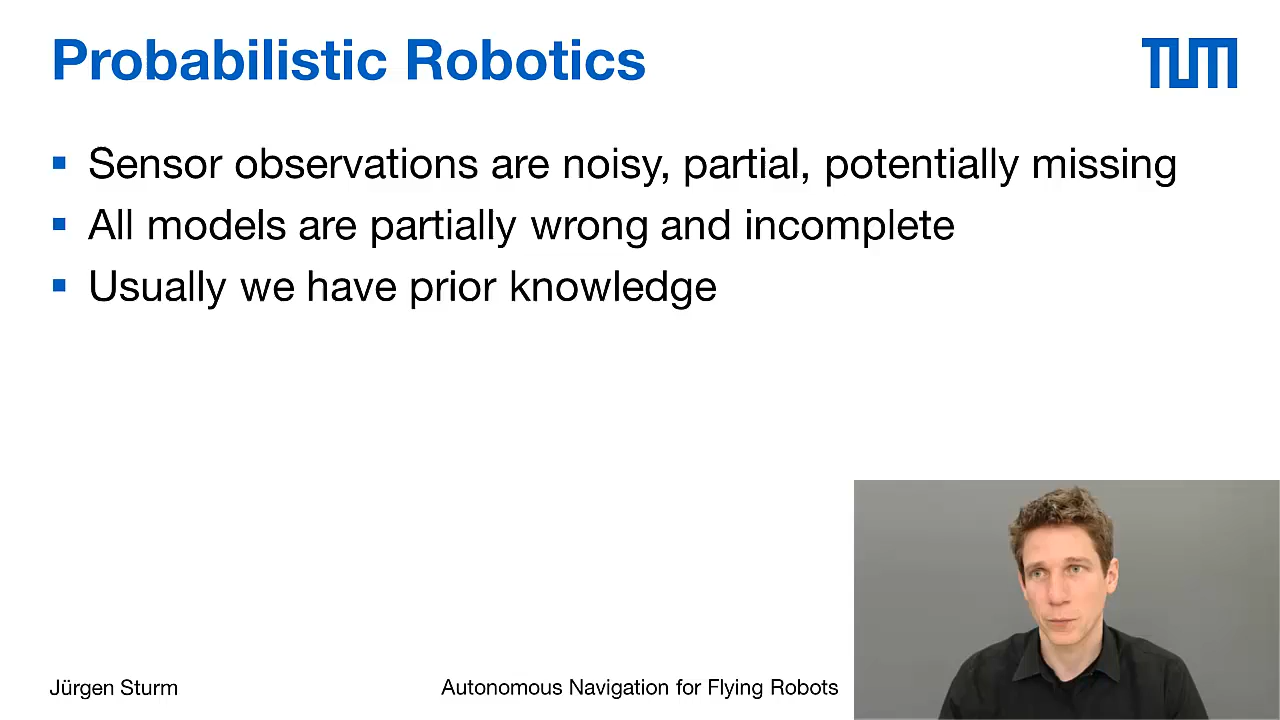 Probabilistic Robotics
TUM
Sensor observations are noisy, partial, potentially missing
All models are partially wrong and incomplete
Usually we have prior knowledge
Jürgen Sturm
Autonomous Navigation for Flying Robots